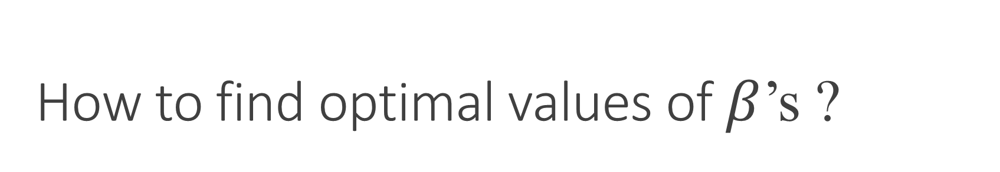 How to find optimal values of β’s ?